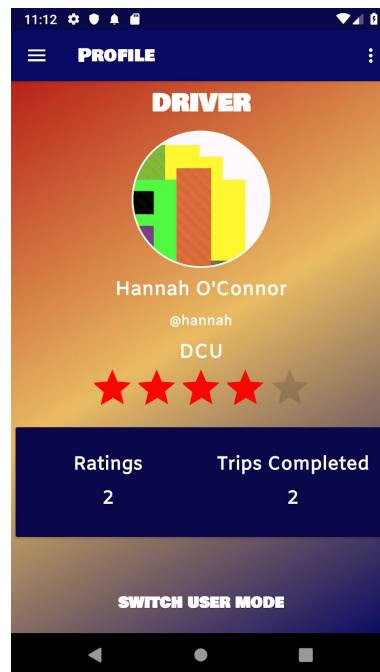 11:12
Profile
DRIVER
Hannah O'Connor
@hannah
DCU
Ratings Trips Completed
2 2
SWITCH USER MODE